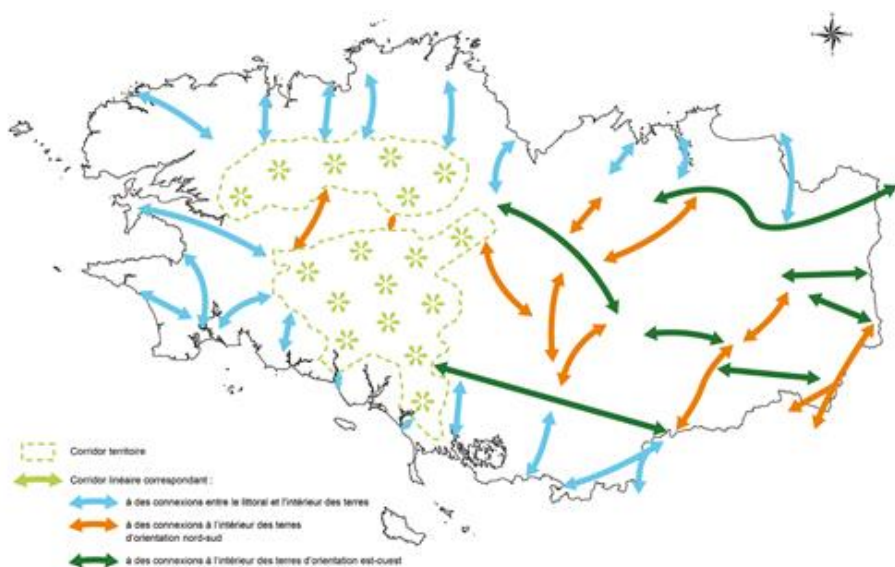 Corridor territoire
Corridor linéaire correspondant :
à des connexions entre le littoral et l'intérieur des terres
à des connexions à l'intérieur des terres
d'orientation nord-sud
à des connexions à l'intérieur des terres d'orientation est-ouest